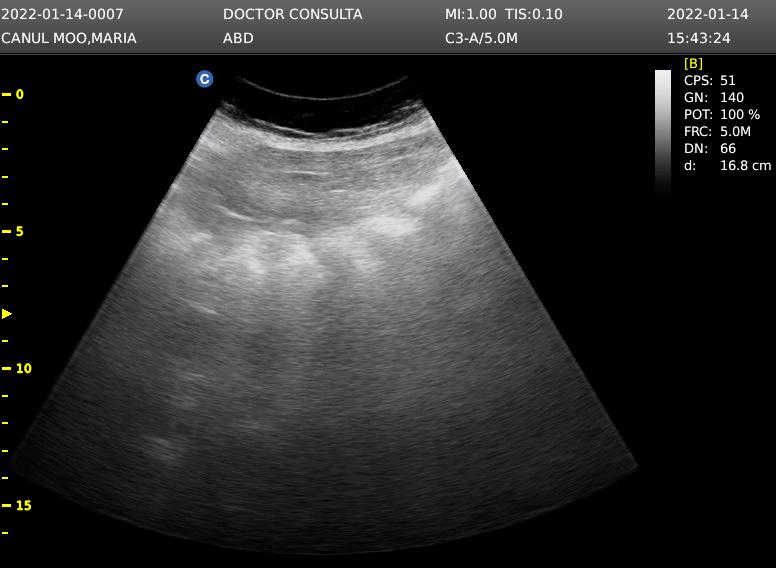 2022-01-14-0007 DOCTOR CONSULTA MI:1.00 TIS:0.10 2022-01-14
CANUL MOO,MARIA ABD C3-A/5.0M 15:43:24
C
[B]
CPS: 51
GN: 140
POT: 100 %
FRC: 5.0M
DN: 66
d: 16.8 cm
0
5
10
15